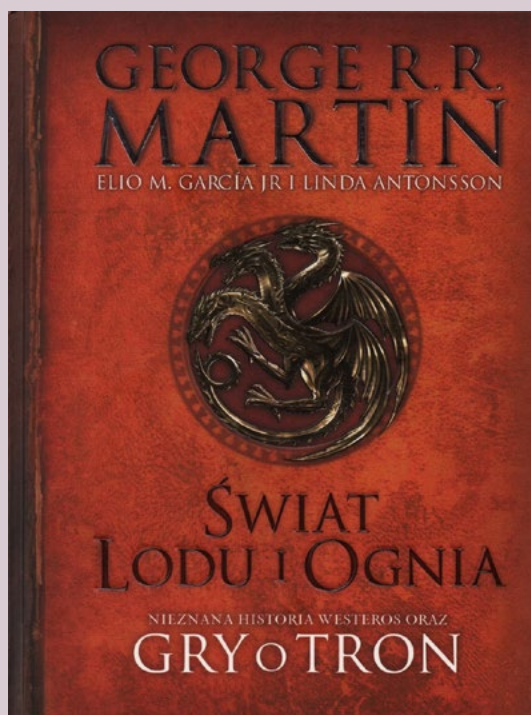 GEORGE R.R.
MARTIN
ELIO M. GARCÍA JR I LINDA ANTONSSON
ŚWIAT
LODU I OGNIA
NIEZNANA HISTORIA WESTEROS ORAZ
GRY O TRON